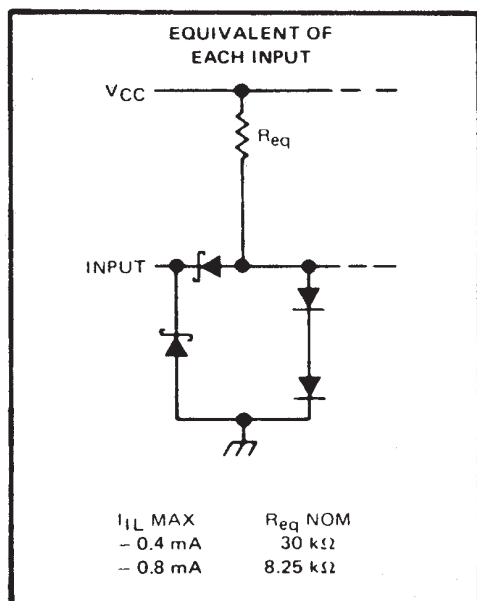 EQUIVALENT OF
EACH INPUT
VCC
Req
INPUT
IIL MAX Req NOM
– 0.4 mA 30 kΩ
– 0.8 mA 8.25 kΩ